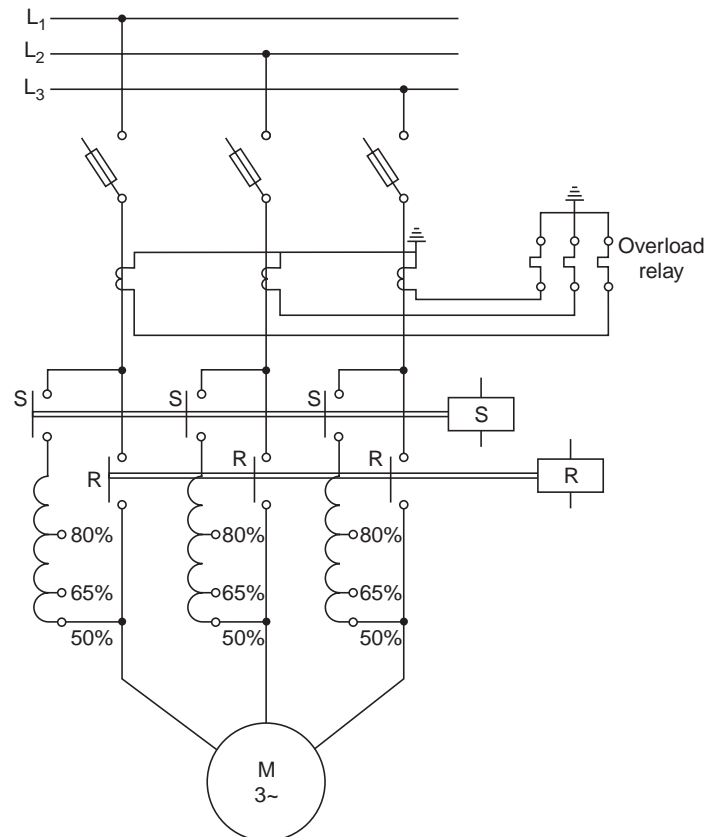 L1
L2
L3
Overload
relay
S S S S
R R R R
80% 80% 80%
65% 65% 65%
50% 50% 50%
M
3~